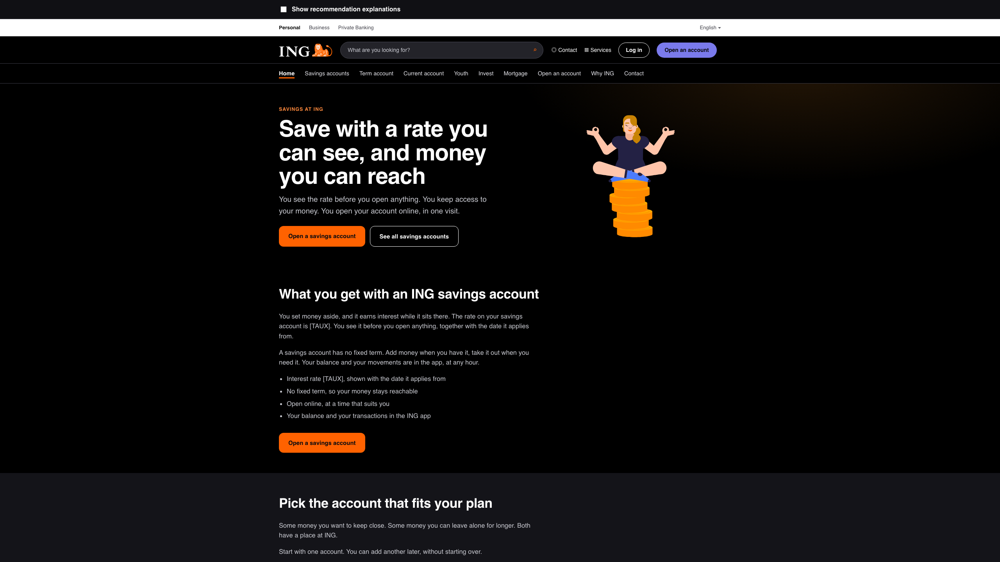 Show recommendation explanations
Personal
Business
Private Banking
English
ING
What are you looking for?
Contact
Services
Log in
Open an account
Home
Savings accounts
Term account
Current account
Youth
Invest
Mortgage
Open an account
Why ING
Contact
SAVINGS AT ING
Save with a rate you
can see, and money
you can reach
You see the rate before you open anything. You keep access to
your money. You open your account online, in one visit.
Open a savings account
See all savings accounts
What you get with an ING savings account
You set money aside, and it earns interest while it sits there. The rate on your savings
account is [TAUX]. You see it before you open anything, together with the date it applies
from.
A savings account has no fixed term. Add money when you have it, take it out when you
need it. Your balance and your movements are in the app, at any hour.
Interest rate [TAUX], shown with the date it applies from
No fixed term, so your money stays reachable
Open online, at a time that suits you
Your balance and your transactions in the ING app
Open a savings account
Pick the account that fits your plan
Some money you want to keep close. Some money you can leave alone for longer. Both
have a place at ING.
Start with one account. You can add another later, without starting over.